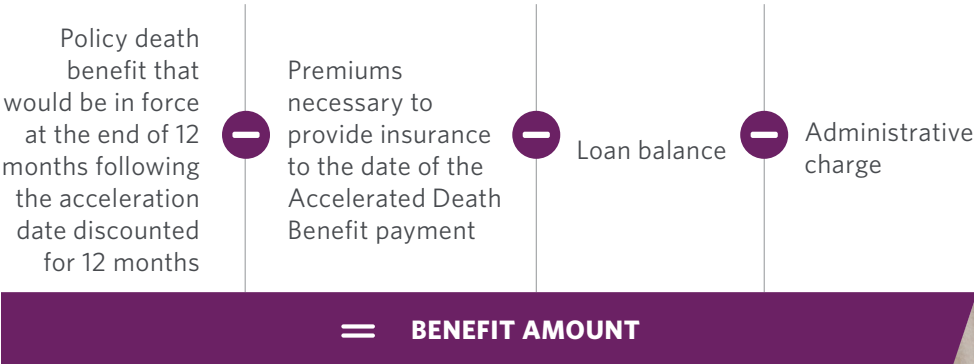 Policy death
benefit that
would be in force
at the end of 12
months following
the acceleration
date discounted
for 12 months
Premiums
necessary to
provide insurance
to the date of the
Accelerated Death
Benefit payment
Loan balance
Administrative
charge
= BENEFIT AMOUNT